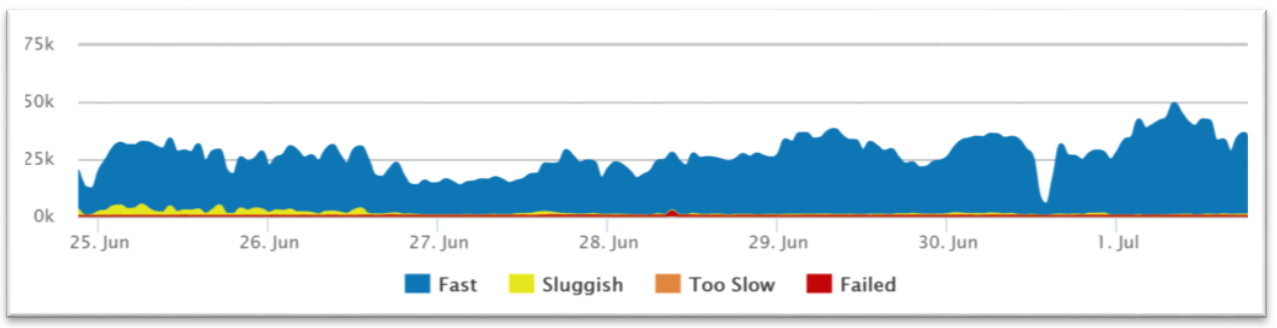 75k
50k
25k
0k
25. Jun 26. Jun 27. Jun 28. Jun 29. Jun 30. Jun 1. Jul
Fast Sluggish Too Slow Failed